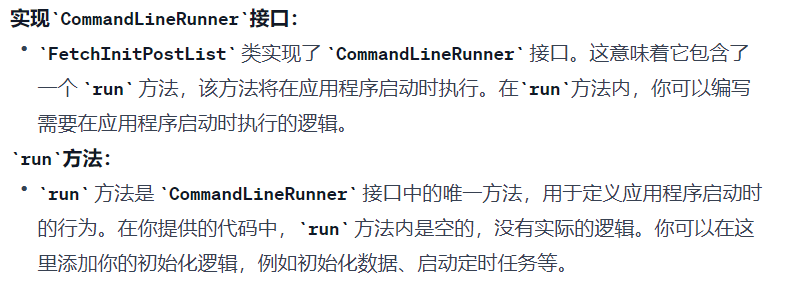 实现`CommandLineRunner`接口：
• `FetchInitPostList` 类实现了 `CommandLineRunner` 接口。这意味着它包含了
一个 `run` 方法，该方法将在应用程序启动时执行。在`run`方法内，你可以编写
需要在应用程序启动时执行的逻辑。
`run`方法：
• `run` 方法是 `CommandLineRunner` 接口中的唯一方法，用于定义应用程序启动时
的行为。在你提供的代码中，`run` 方法内是空的，没有实际的逻辑。你可以在这
里添加你的初始化逻辑，例如初始化数据、启动定时任务等。